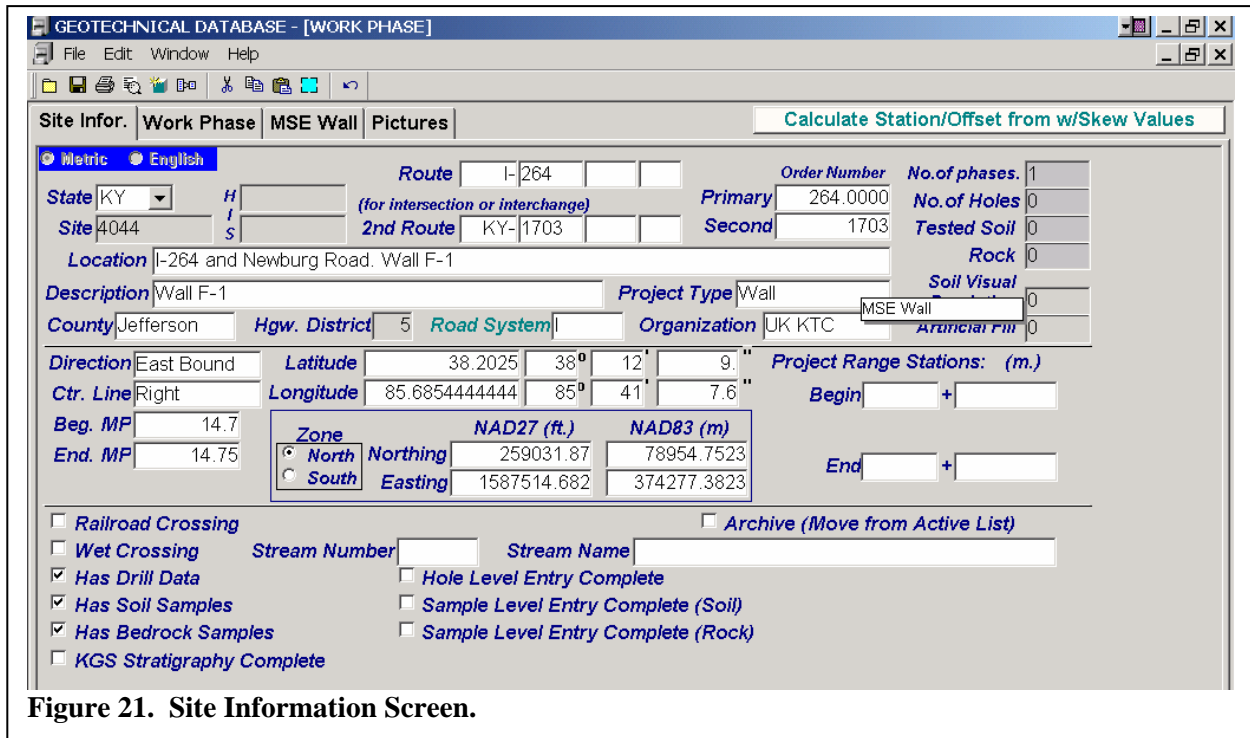 GEOTECHNICAL DATABASE - [WORK PHASE]
File Edit Window Help
Site Infor. Work Phase MSE Wall Pictures Calculate Station/Offset from w/Skew Values
Metric English
Route I- 264 Order Number No.of phases. 1
State KY H I S (for intersection or interchange) Primary 264.0000 No.of Holes 0
Site 4044 2nd Route KY- 1703 Second 1703 Tested Soil 0
Location I-264 and Newburg Road. Wall F-1 Rock 0
Description Wall F-1 Project Type Wall Soil Visual 0
MSE Wall
County Jefferson Hgw. District 5 Road System I Organization UK KTC Artificial Fill 0
Direction East Bound Latitude 38.2025 38º 12' 9." Project Range Stations: (m.)
Ctr. Line Right Longitude 85.6854444444 85º 41' 7.6" Begin +
Beg. MP 14.7 Zone NAD27 (ft.) NAD83 (m)
End. MP 14.75 North Northing 259031.87 78954.7523 End +
South Easting 1587514.682 374277.3823
Railroad Crossing Archive (Move from Active List)
Wet Crossing Stream Number Stream Name
Has Drill Data Hole Level Entry Complete
Has Soil Samples Sample Level Entry Complete (Soil)
Has Bedrock Samples Sample Level Entry Complete (Rock)
KGS Stratigraphy Complete
Figure 21. Site Information Screen.